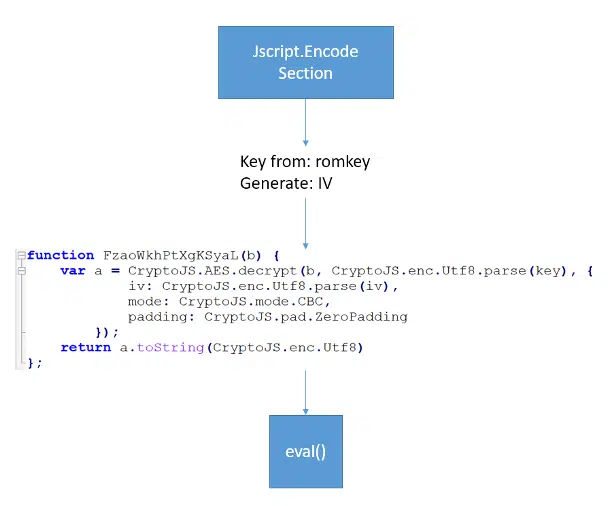 Jscript.Encode
Section
Key from: romkey
Generate: IV
function FzaoWkhPtXgKSyaL(b) {
var a = CryptoJS.AES.decrypt(b, CryptoJS.enc.Utf8.parse(key), {
iv: CryptoJS.enc.Utf8.parse(iv),
mode: CryptoJS.mode.CBC,
padding: CryptoJS.pad.ZeroPadding
});
return a.toString(CryptoJS.enc.Utf8)
};
eval()